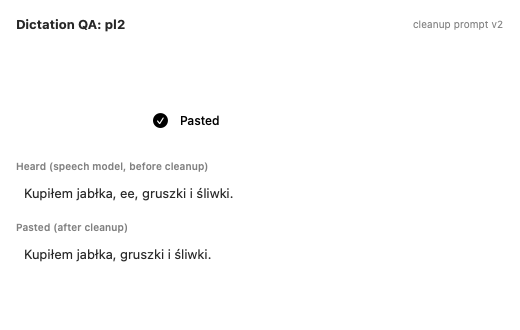 Dictation QA: pl2
cleanup prompt v2
Pasted
Heard (speech model, before cleanup)
Kupiłem jabłka, ee, gruszki i śliwki.
Pasted (after cleanup)
Kupiłem jabłka, gruszki i śliwki.